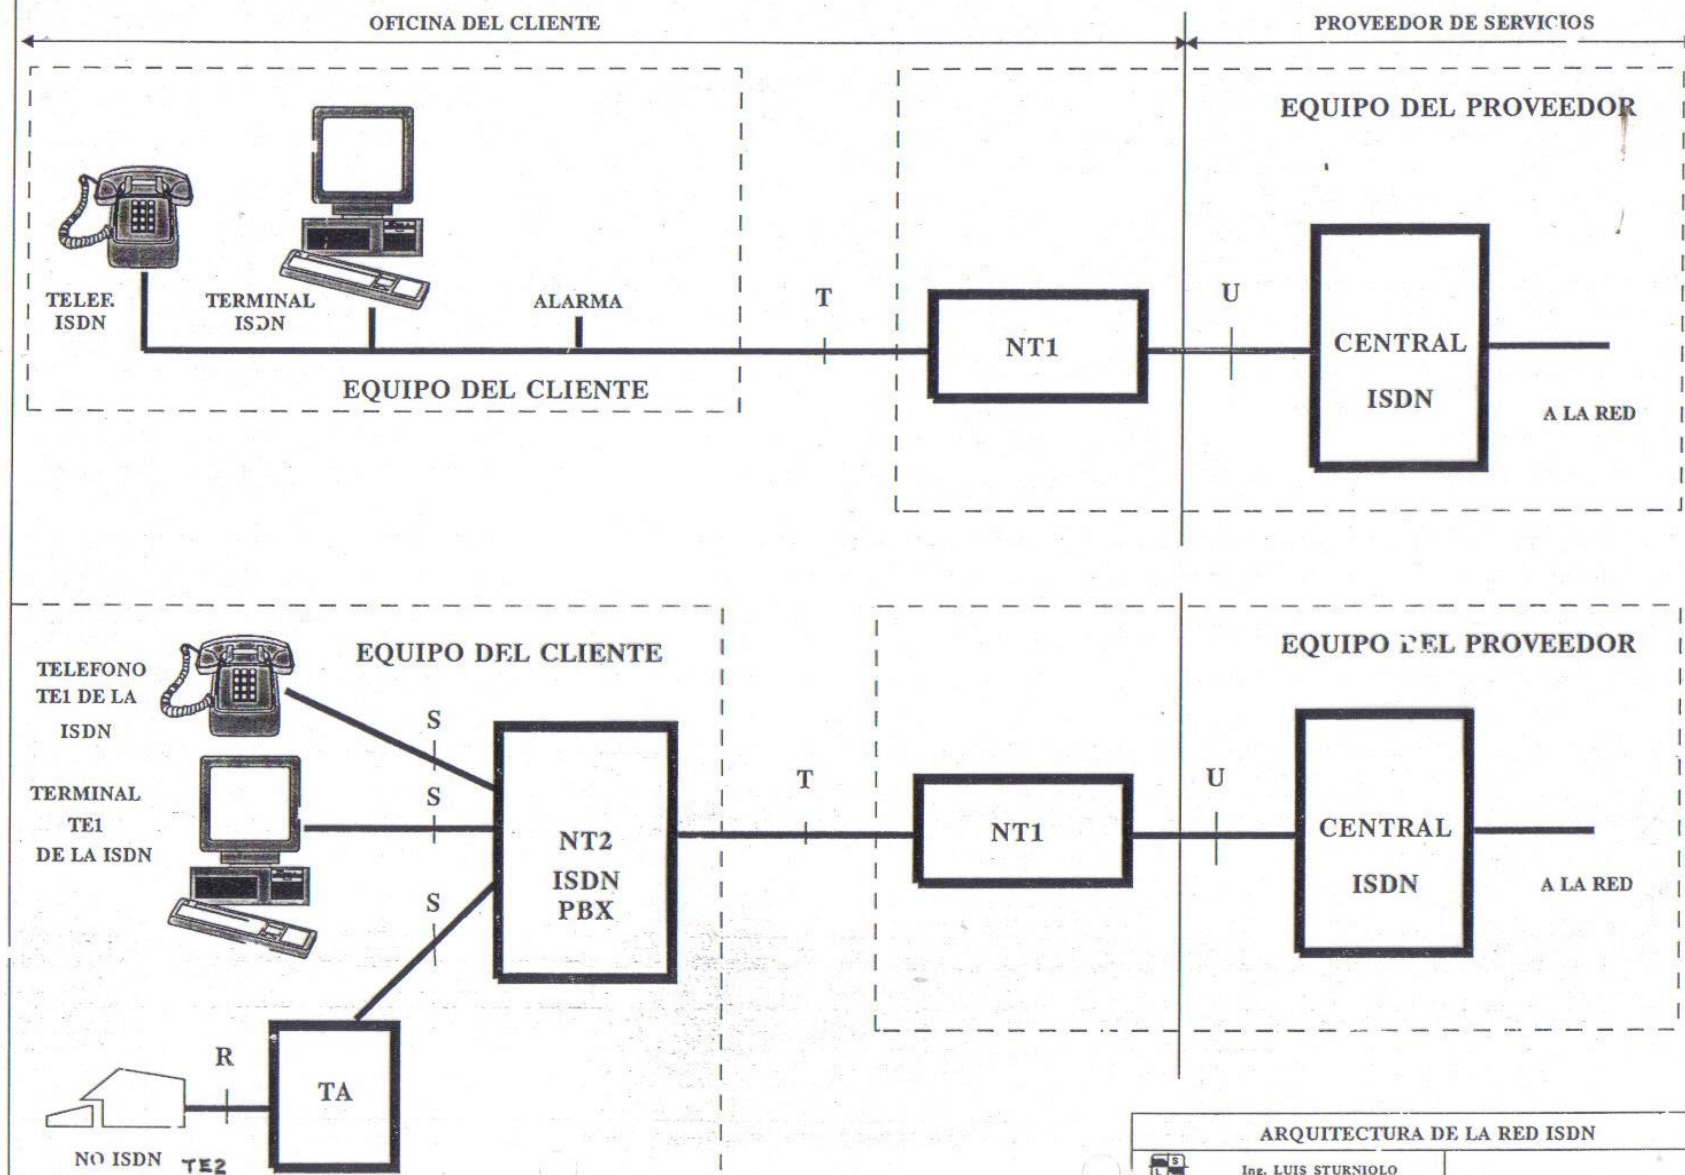 OFICINA DEL CLIENTE
PROVEEDOR DE SERVICIOS
EQUIPO DEL PROVEEDOR
TELEF.
ISDN
TERMINAL
ISDN
ALARMA
T
NT1
U
CENTRAL
ISDN
A LA RED
EQUIPO DEL CLIENTE
EQUIPO DEL CLIENTE
EQUIPO DEL PROVEEDOR
TELEFONO
TE1 DE LA
ISDN
S
TERMINAL
TE1
DE LA ISDN
S
S
NT2
ISDN
PBX
T
NT1
U
CENTRAL
ISDN
A LA RED
R
TA
NO ISDN TE2
ARQUITECTURA DE LA RED ISDN
S
L
Ing. LUIS STURNIOLO